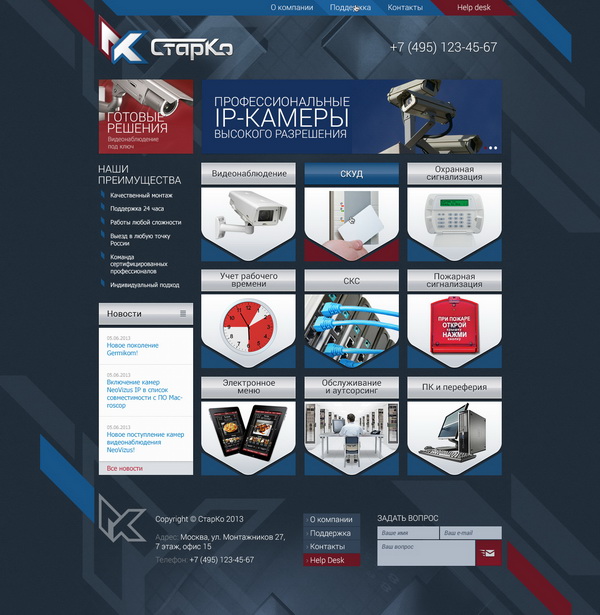 О компании
Поддержка
Контакты
Help desk
СтарКо
+7 (495) 123-45-67
ГОТОВЫЕ
РЕШЕНИЯ
Видеонаблюдение
под ключ
ПРОФЕССИОНАЛЬНЫЕ
IP-КАМЕРЫ
ВЫСОКОГО РАЗРЕШЕНИЯ
НАШИ
ПРЕИМУЩЕСТВА
Качественный монтаж
Поддержка 24 часа
Работы любой сложности
Выезд в любую точку
России
Команда
сертифицированных
профессионалов
Индивидуальный подход
Новости
05.06.2013
Новое поколение
Germikom!
05.06.2013
Включение камер
NeoVizus IP в список
совместимости с ПО Mac-
roscop
05.06.2013
Новое поступление камер
видеонаблюдения
NeoVizus!
Все новости
Видеонаблюдение
СКУД
Охранная
сигнализация
Учет рабочего
времени
СКС
Пожарная
сигнализация
ПРИ ПОЖАРЕ
ОТКРОЙ
НАЖМИ
Электронное
меню
Обслуживание
и аутсорсинг
ПК и переферия
Copyright © СтарКо 2013
Адрес: Москва, ул. Монтажников 27,
7 этаж, офис 15
Телефон: +7 (495) 123-45-67
О компании
Поддержка
Контакты
Help Desk
ЗАДАТЬ ВОПРОС
Ваше имя
Ваш e-mail
Ваш вопрос